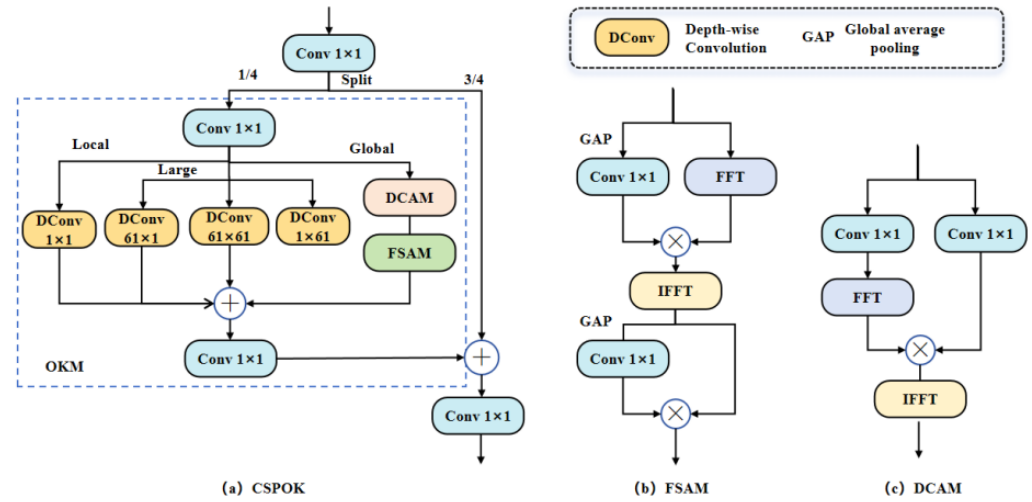 Conv 1×1
1/4
Split
3/4
Conv 1×1
Local
Large
Global
DConv
1×1
DConv
61×1
DConv
61×61
DConv
1×61
DCAM
FSAM
Conv 1×1
OKM
Conv 1×1
(a) CSPOK
DConv
Depth-wise
Convolution
GAP
Global average
pooling
GAP
Conv 1×1
FFT
IFFT
GAP
Conv 1×1
(b) FSAM
Conv 1×1
Conv 1×1
FFT
IFFT
(c) DCAM